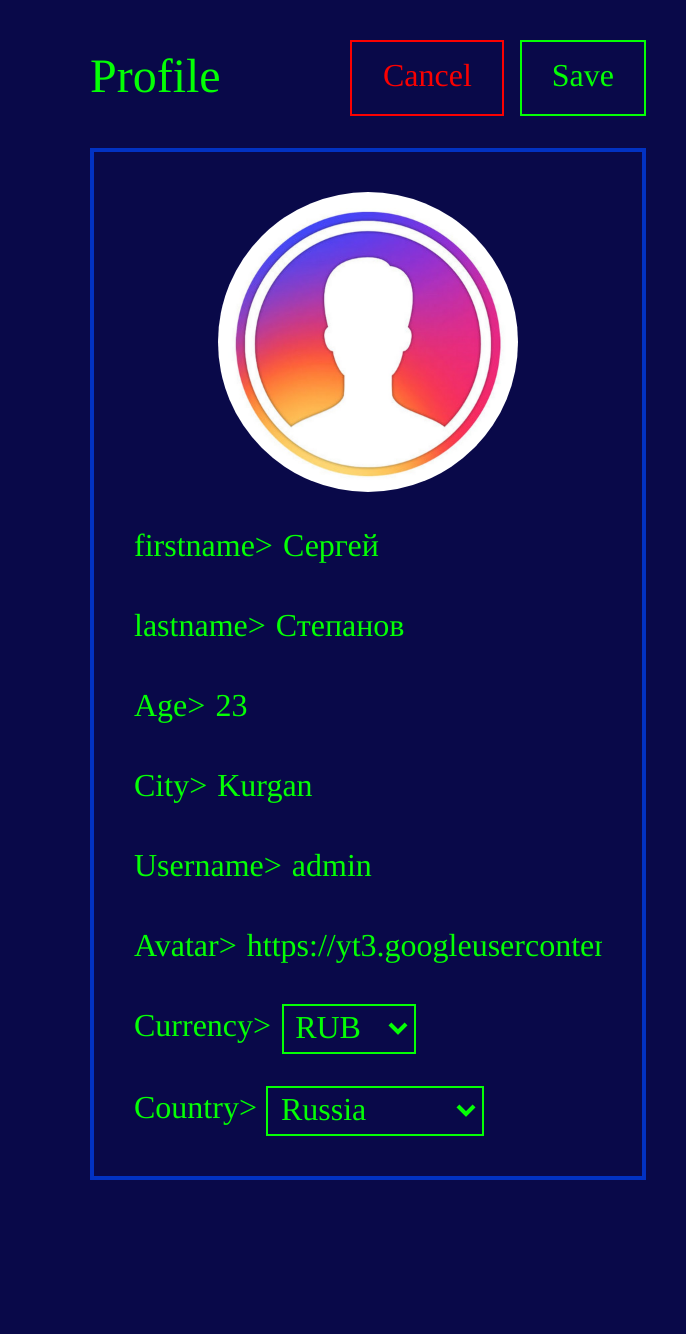 Profile
Cancel
Save
firstname> Сергей
lastname> Степанов
Age> 23
City> Kurgan
Username> admin
Avatar> https://yt3.googleuserconter
Currency> RUB
Country> Russia